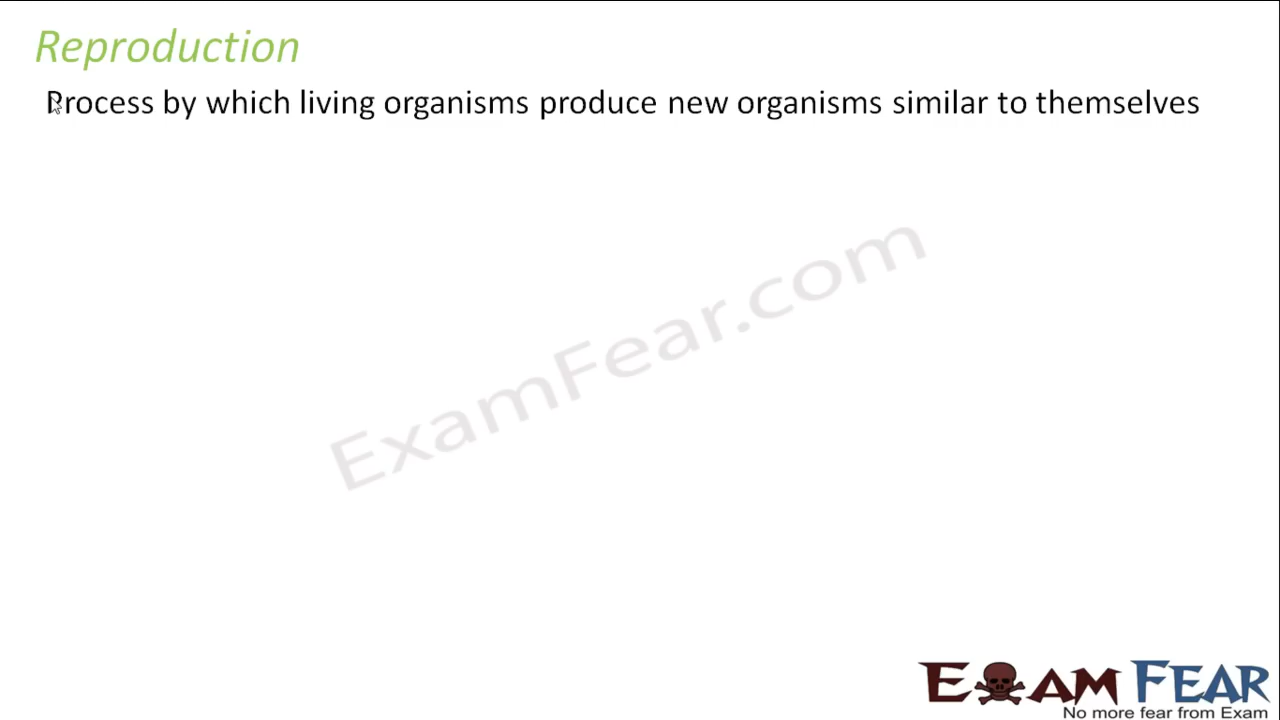 Reproduction
Process by which living organisms produce new organisms similar to themselves
ExamFear.com
EXAM FEAR
No more fear from Exam